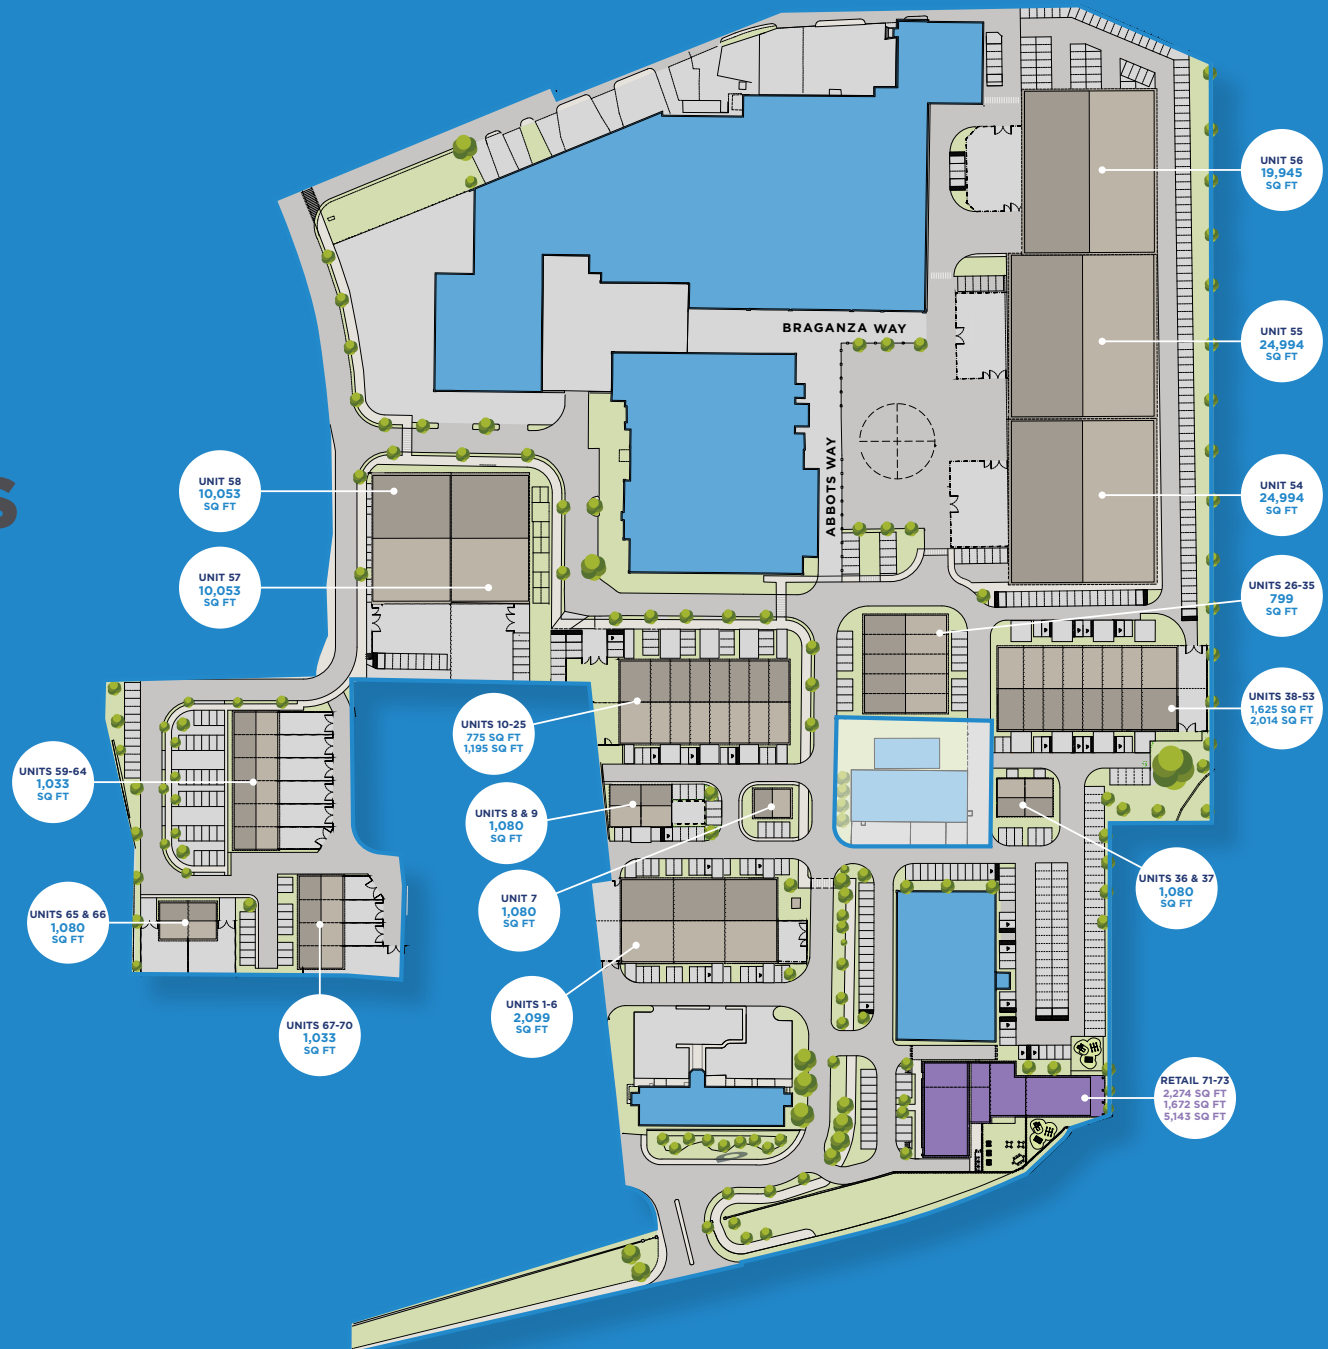 UNIT 56
19,945
SQ FT
BRAGANZA WAY
UNIT 55
24,994
SQ FT
ABBOTS WAY
S
UNIT 58
10,053
SQ FT
UNIT 54
24,994
SQ FT
UNIT 57
10,053
SQ FT
UNITS 26-35
799
SQ FT
UNITS 38-53
1,625 SQ FT
2,014 SQ FT
UNITS 10-25
775 SQ FT
1,195 SQ FT
UNITS 59-64
1,033
SQ FT
UNITS 8 & 9
1,080
SQ FT
UNITS 36 & 37
1,080
SQ FT
UNIT 7
1,080
SQ FT
UNITS 65 & 66
1,080
SQ FT
UNITS 1-6
2,099
SQ FT
UNITS 67-70
1,033
SQ FT
RETAIL 71-73
2,274 SQ FT
1,672 SQ FT
5,143 SQ FT